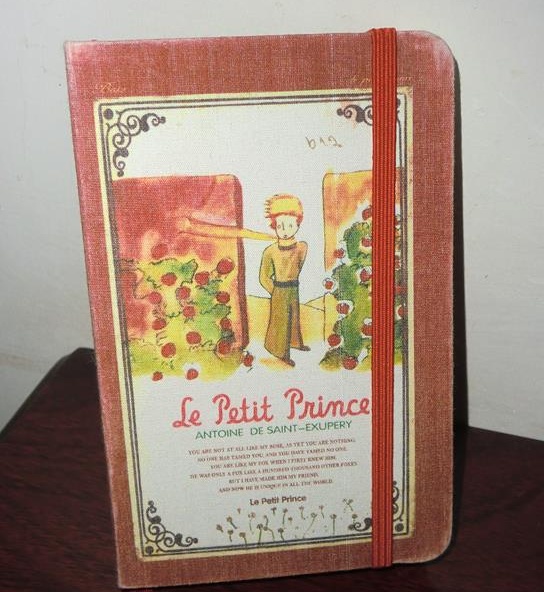 b12
Le Petit Prince
ANTOINE DE SAINT-EXUPERY
YOU ARE NOT AT ALL LIKE MY ROSE, AS YET YOU ARE NOTHING.
NO ONE HAS TAMED YOU, AND YOU HAVE TAMED NO ONE.
YOU ARE LIKE MY FOX WHEN I FIRST KNEW HIM.
HE WAS ONLY A FOX LIKE A HUNDRED THOUSAND OTHER FOXES
BUT I HAVE MADE HIM MY FRIEND,
AND NOW HE IS UNIQUE IN ALL THE WORLD.
Le Petit Prince